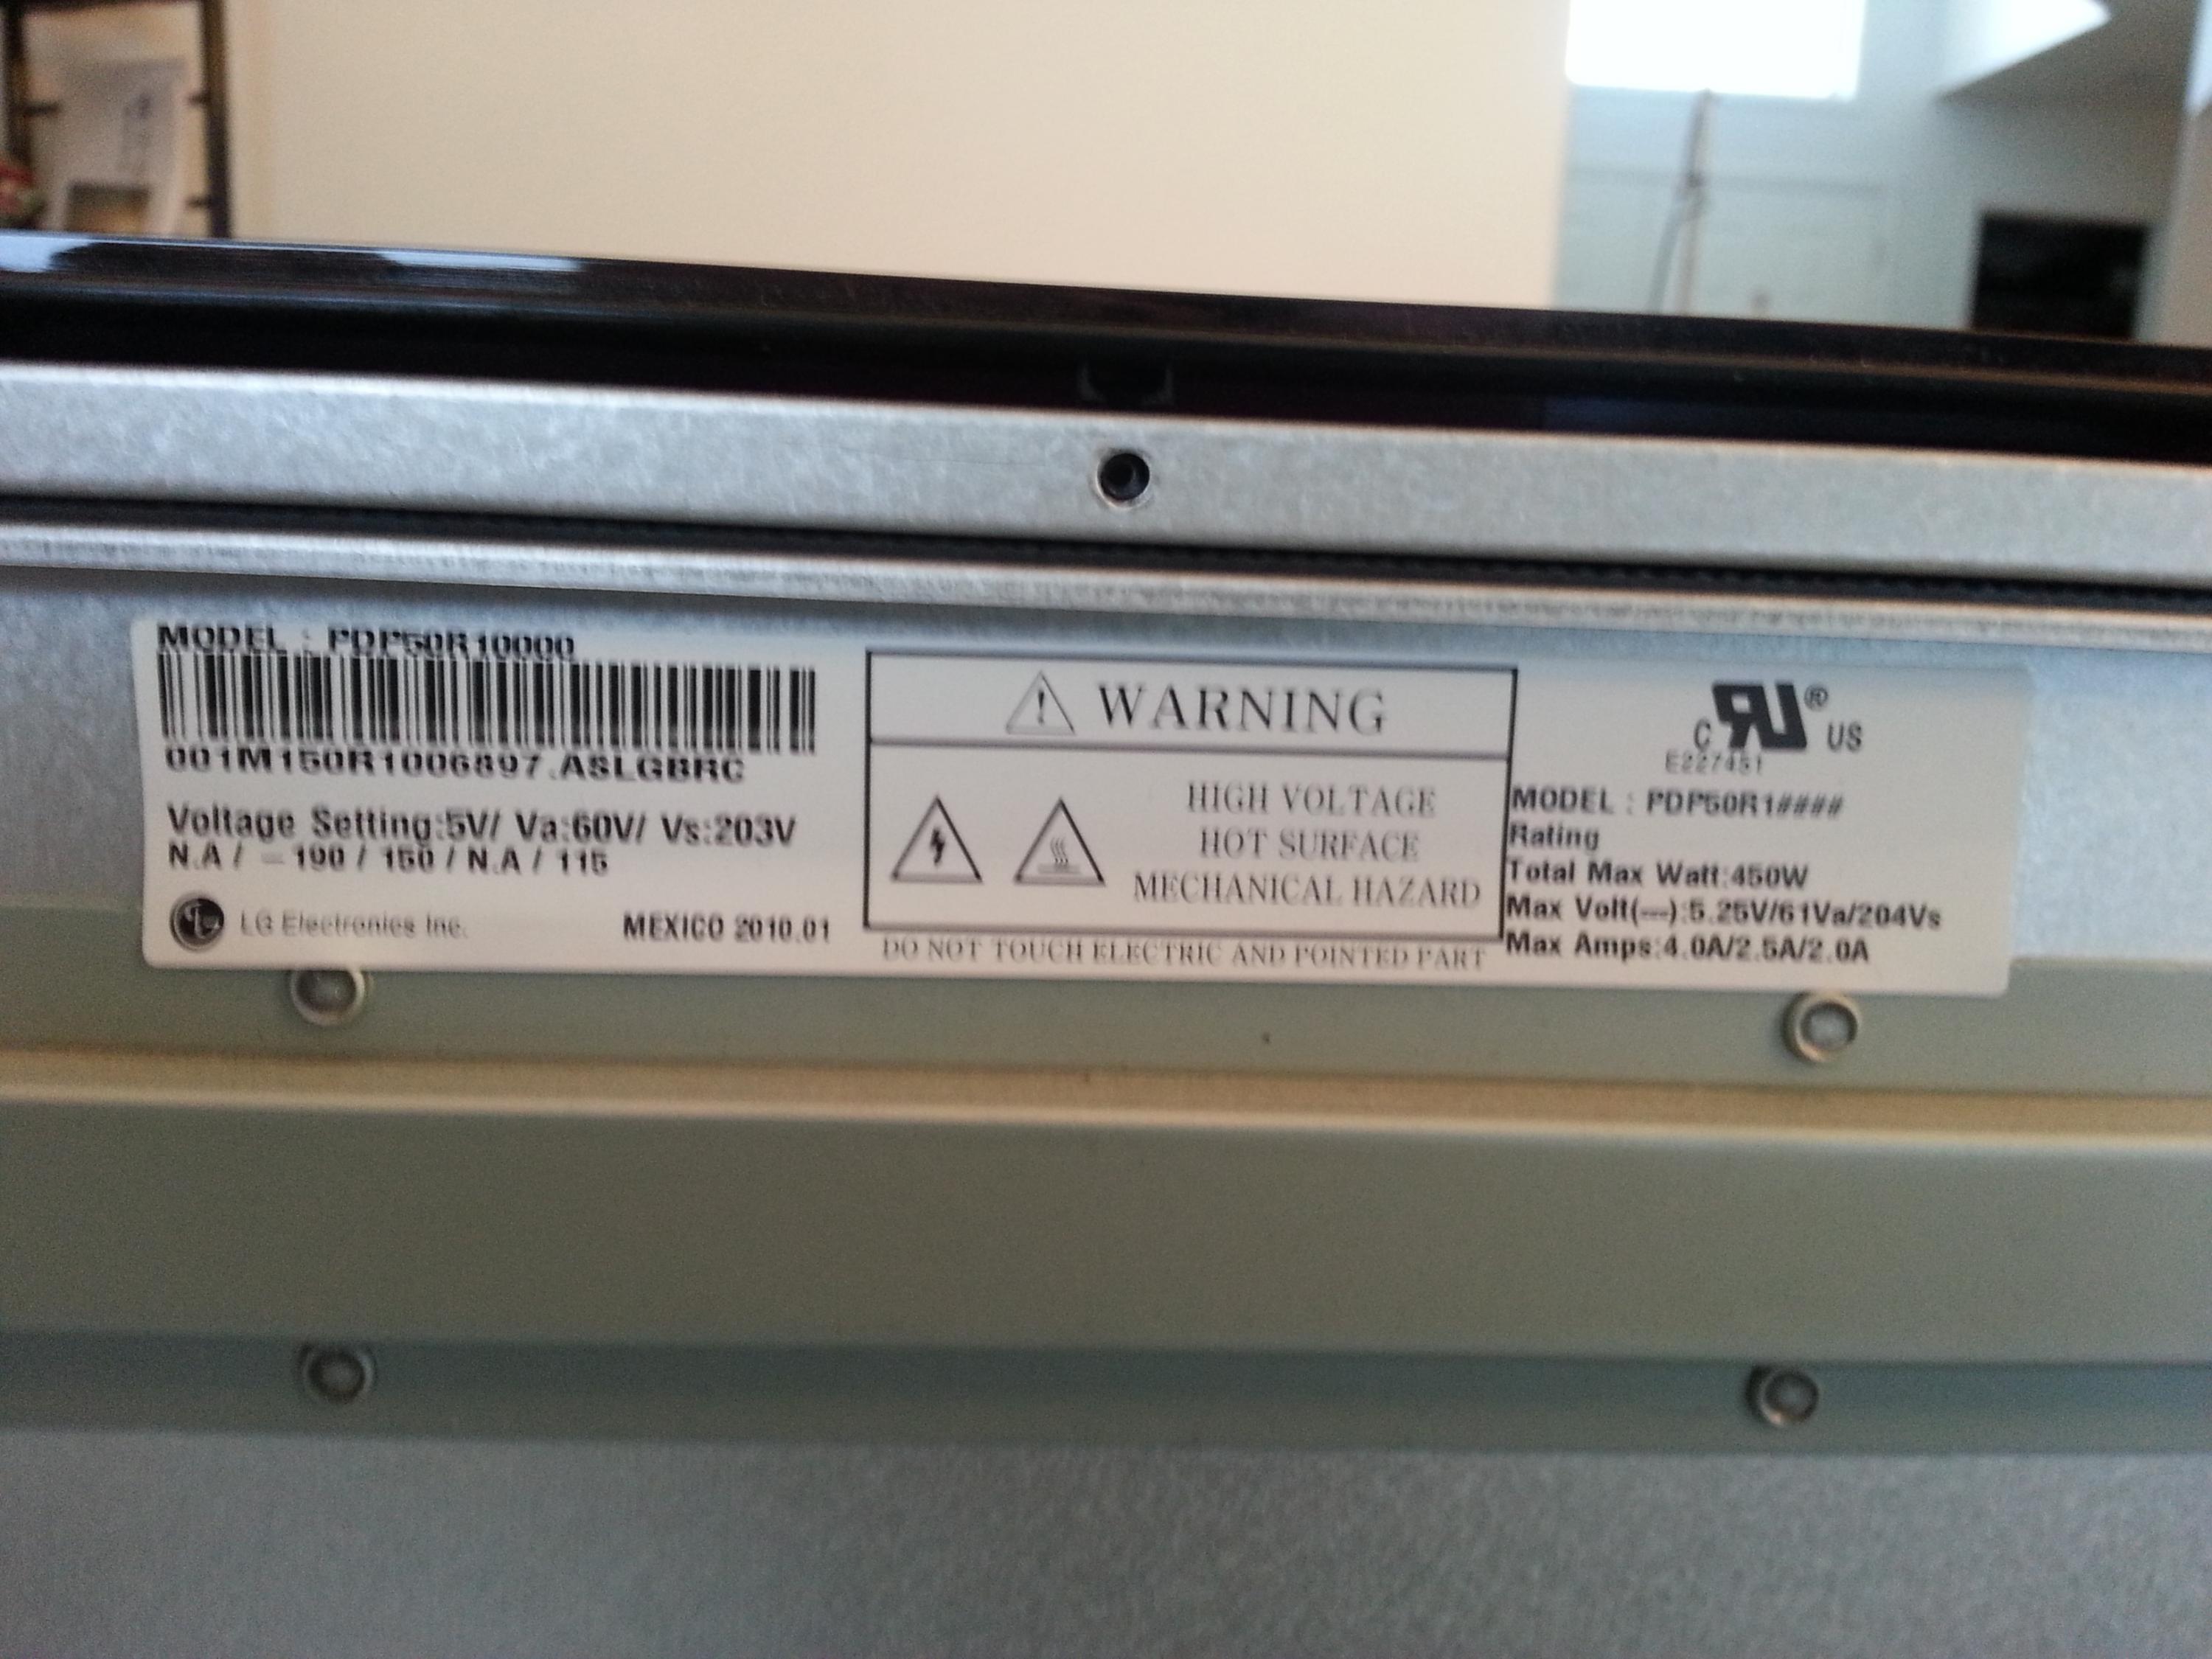 MODEL : PDP50R10000
001M150R1006897.ASLGBRC
Voltage Setting:5V/ Va:60V/ Vs:203V
N.A / -190 / 150 / N.A / 115
LG Electronics Inc. MEXICO 2010.01
WARNING
HIGH VOLTAGE
HOT SURFACE
MECHANICAL HAZARD
DO NOT TOUCH ELECTRIC AND POINTED PART
C RU ® US
E227451
MODEL : PDP50R1####
Rating
Total Max Watt:450W
Max Volt(---):5.25V/61Va/204Vs
Max Amps:4.0A/2.5A/2.0A